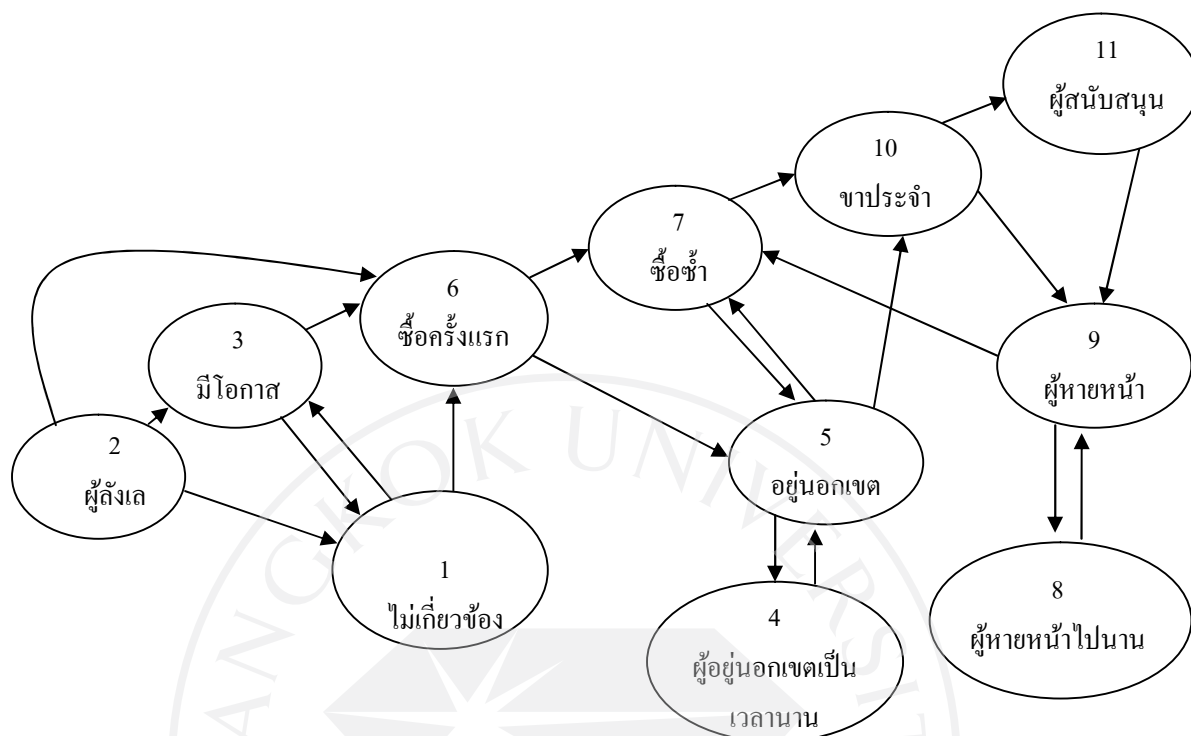 11
ผู้สนับสนุน
10
ขาประจำ
7
ซื้อซ้ำ
6
ซื้อครั้งแรก
3
มีโอกาส
9
ผู้หายหน้า
2
ผู้ลังเล
5
อยู่นอกเขต
1
ไม่เกี่ยวข้อง
4
ผู้อยู่นอกเขตเป็น
เวลานาน
8
ผู้หายหน้าไปนาน
ANGKOK UNIVERSIT